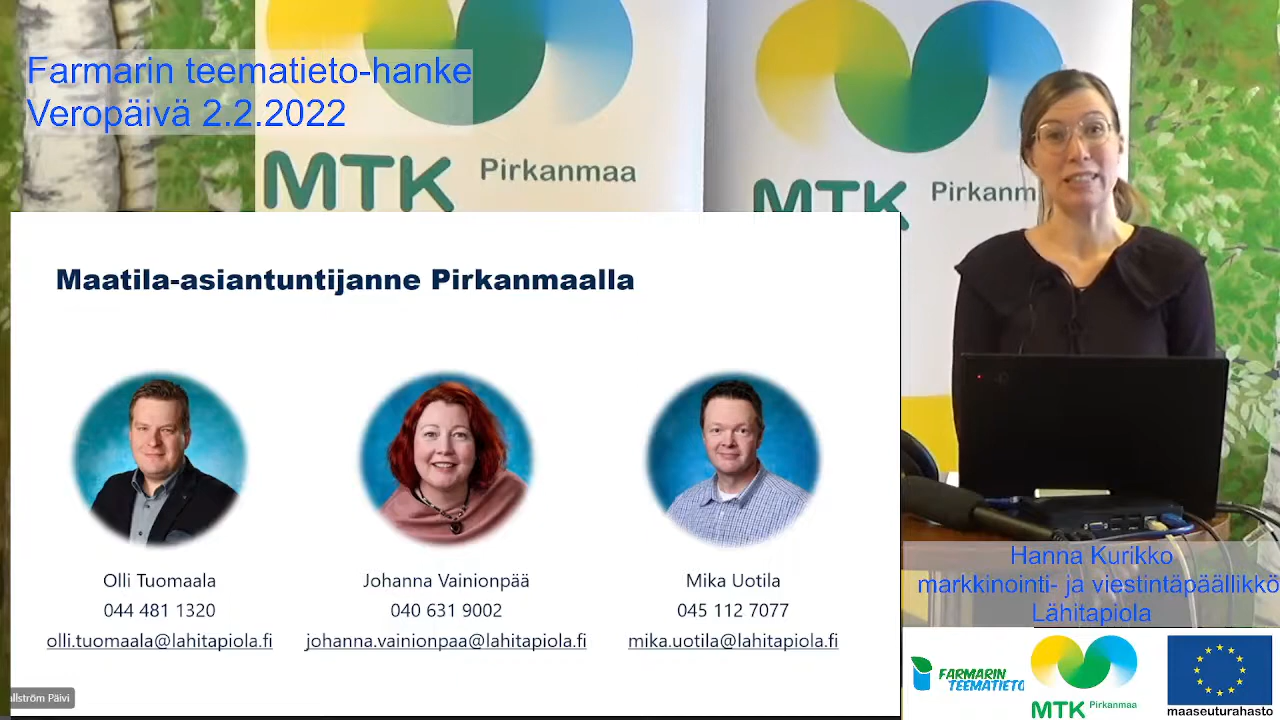 Farmarin teematieto-hanke
Veropäivä 2.2.2022
MTK Pirkanmaa
MTK Pirkanm
Maatila-asiantuntijanne Pirkanmaalla
Olli Tuomaala
044 481 1320
olli.tuomaala@lahitapiola.fi
Johanna Vainionpää
040 631 9002
johanna.vainionpaa@lahitapiola.fi
Mika Uotila
045 112 7077
mika.uotila@lahitapiola.fi
allström Päivi
Hanna Kurikko
markkinointi- ja viestintäpäällikkö
Lähitapiola
FARMARIN
TEEMATIETO
MTK Pirkanmaa
maaseuturahasto